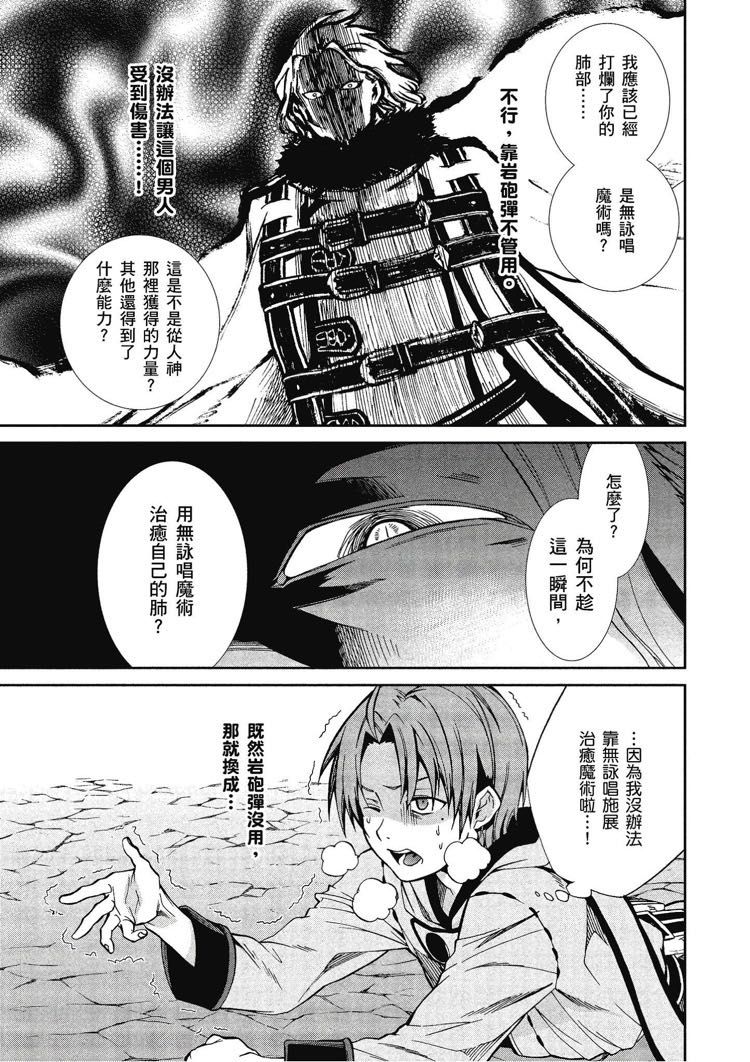 我應該已經
打爛了你的
肺部……
是無詠唱
魔術嗎？
不行，靠岩砲彈不管用。
沒辦法讓這個男人
受到傷害……！
這是不是從人神
那裡獲得的力量？
其他還得到了
什麼能力？
怎麼了？
為何不趁
這一瞬間，
用無詠唱魔術
治癒自己的肺？
…因為我沒辦法
靠無詠唱施展
治癒魔術啦…！
既然岩砲彈沒用，
那就換成…